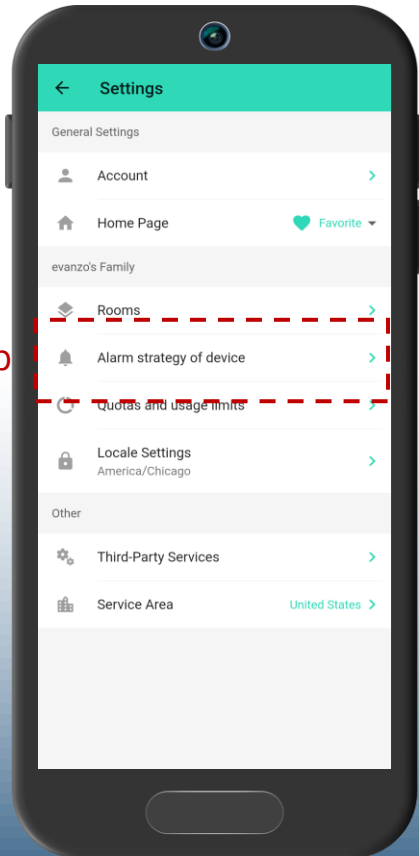 Settings
General Settings
Account
Home Page Favorite
evanzo's Family
Rooms
Alarm strategy of device
Quotas and usage limits
Locale Settings
America/Chicago
Other
Third-Party Services
Service Area United States